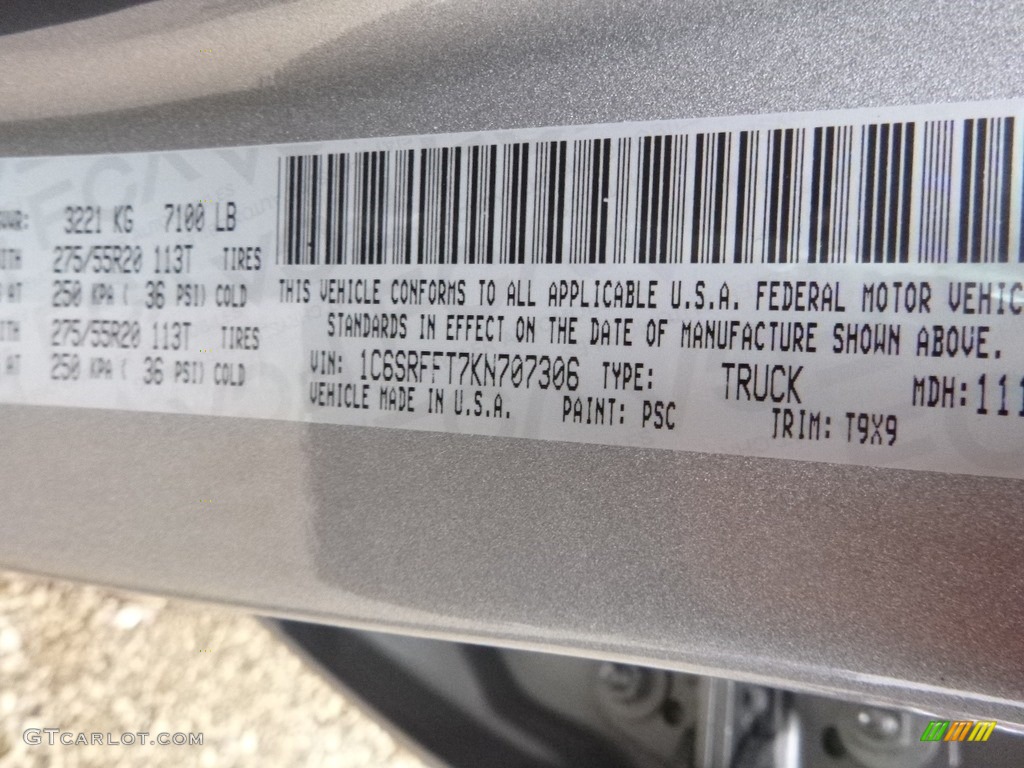 3221 KG 7100 LB
275/55R20 113T TIRES
250 KPA ( 36 PSI) COLD
275/55R20 113T TIRES
250 KPA ( 36 PSI) COLD
THIS VEHICLE CONFORMS TO ALL APPLICABLE U.S.A. FEDERAL MOTOR VEHIC
STANDARDS IN EFFECT ON THE DATE OF MANUFACTURE SHOWN ABOVE.
VIN: 1C6SRFFT7KN707306 TYPE: TRUCK MDH: 111
VEHICLE MADE IN U.S.A. PAINT: PSC TRIM: T9X9
GTCARLOT.COM